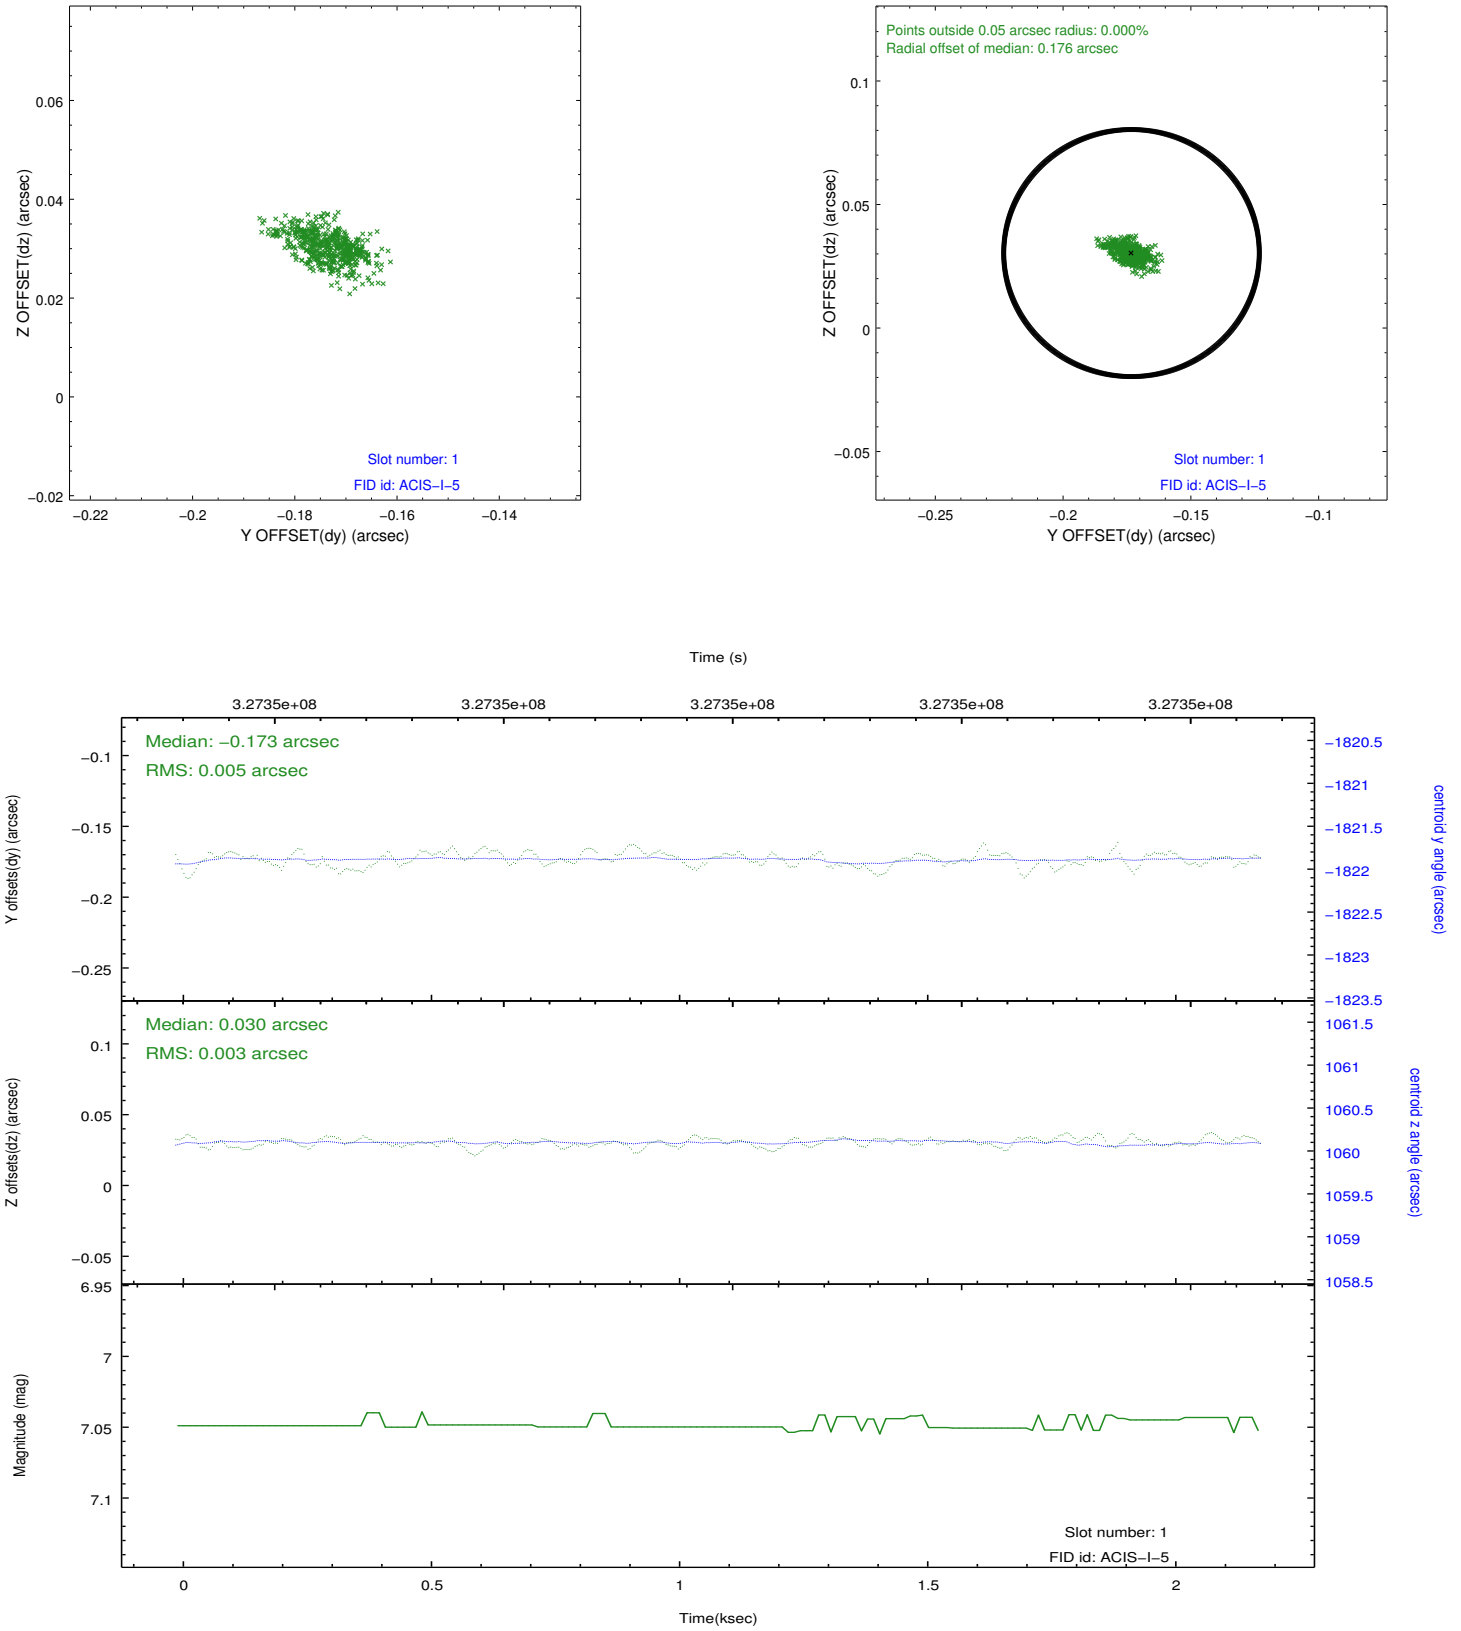 0.06
0.04
0.02
0
−0.02
−0.22
−0.2
−0.18
−0.16
−0.14
Z OFFSET(dz) (arcsec)
Y OFFSET(dy) (arcsec)
Slot number: 1
FID id: ACIS−I−5
Points outside 0.05 arcsec radius: 0.000%
Radial offset of median: 0.176 arcsec
0.1
0.05
0
−0.05
−0.25
−0.2
−0.15
−0.1
Z OFFSET(dz) (arcsec)
Y OFFSET(dy) (arcsec)
Slot number: 1
FID id: ACIS−I−5
Time (s)
3.2735e+08
3.2735e+08
3.2735e+08
3.2735e+08
3.2735e+08
Median: −0.173 arcsec
RMS: 0.005 arcsec
−0.1
−0.15
−0.2
−0.25
Y offsets(dy) (arcsec)
−1820.5
−1821
−1821.5
−1822
−1822.5
−1823
−1823.5
centroid y angle (arcsec)
Median: 0.030 arcsec
RMS: 0.003 arcsec
0.1
0.05
0
−0.05
Z offsets(dz) (arcsec)
1061.5
1061
1060.5
1060
1059.5
1059
1058.5
centroid z angle (arcsec)
6.95
7
7.05
7.1
Magnitude (mag)
Slot number: 1
FID id: ACIS−I−5
0
0.5
1
1.5
2
Time(ksec)